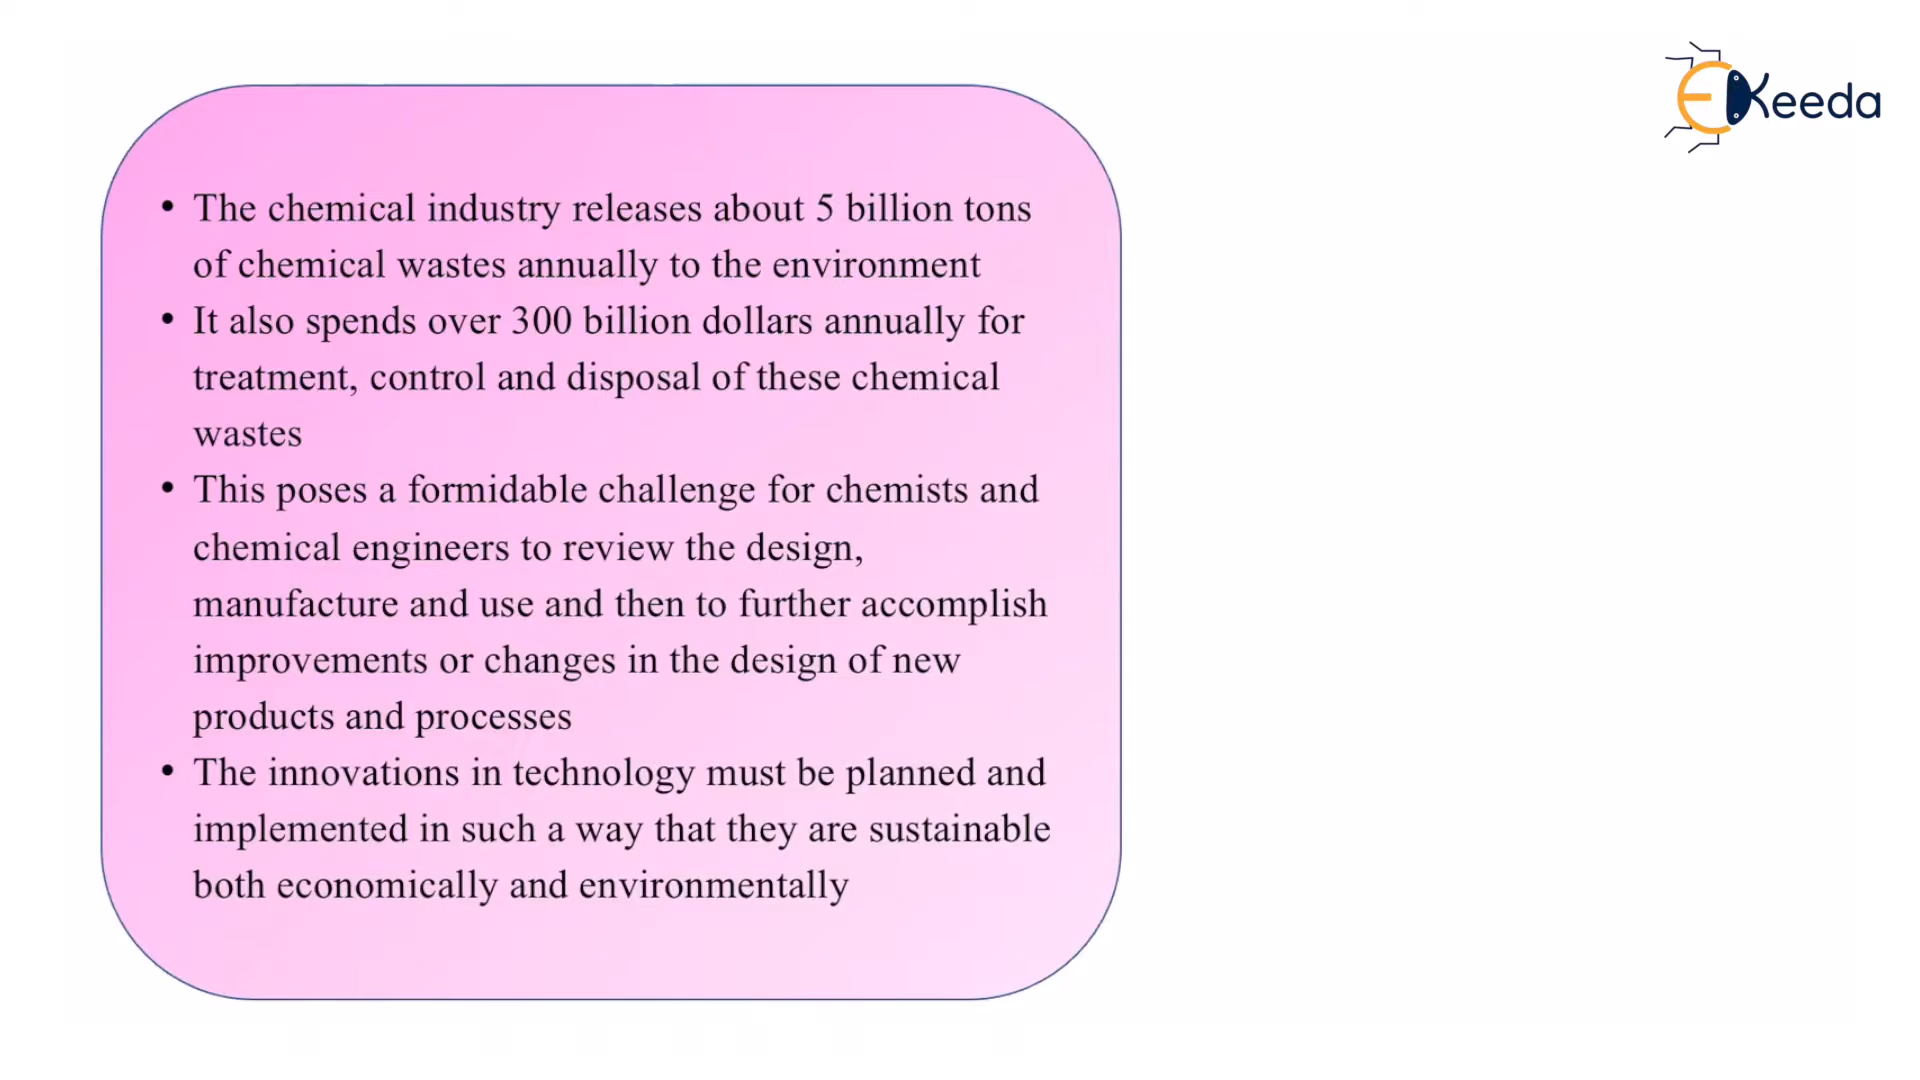 EKeeda
• The chemical industry releases about 5 billion tons
of chemical wastes annually to the environment
• It also spends over 300 billion dollars annually for
treatment, control and disposal of these chemical
wastes
• This poses a formidable challenge for chemists and
chemical engineers to review the design,
manufacture and use and then to further accomplish
improvements or changes in the design of new
products and processes
• The innovations in technology must be planned and
implemented in such a way that they are sustainable
both economically and environmentally